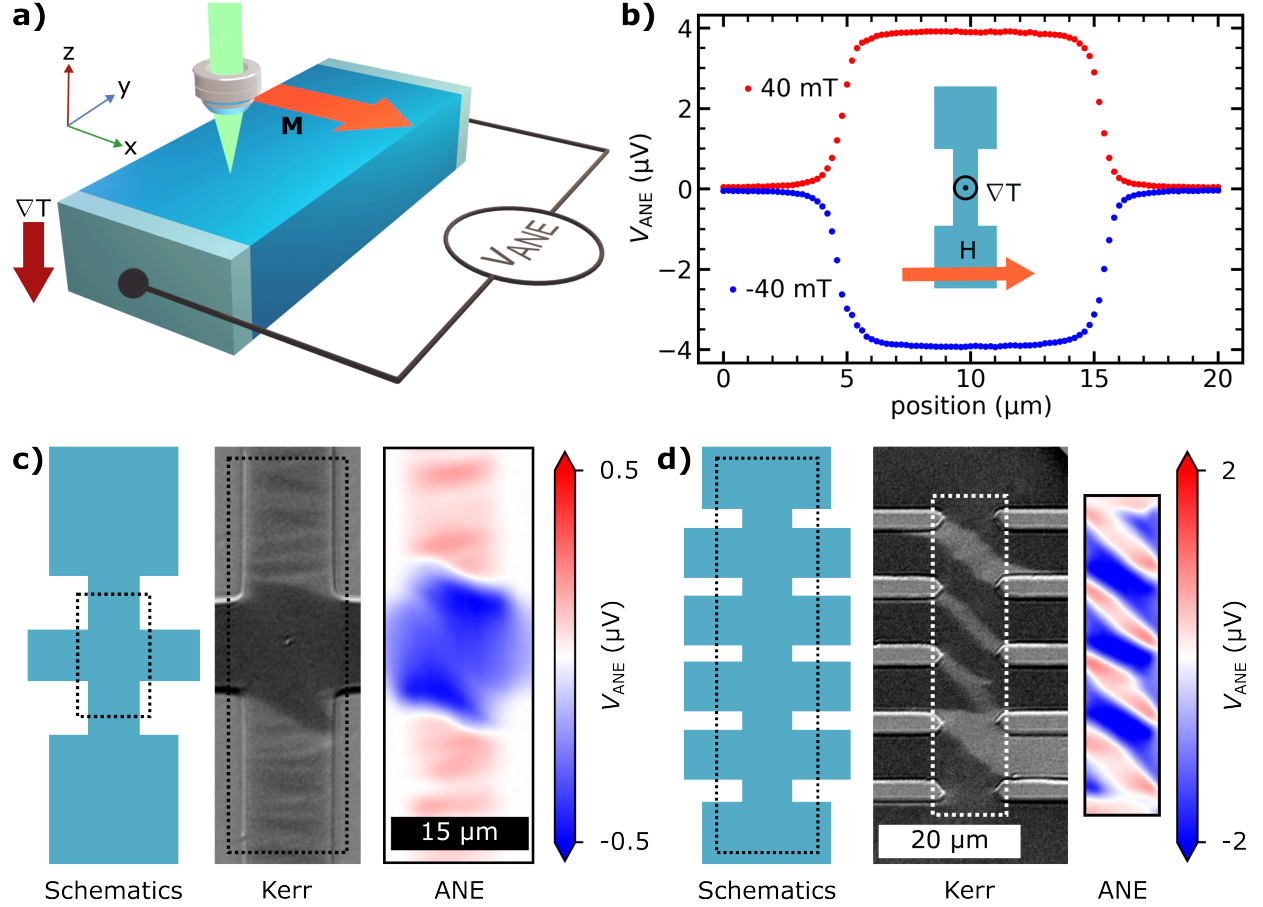 a)
z
y
x
M
∇T
VANE
b)
4
2
0
−2
−4
VANE (µV)
40 mT
-40 mT
∇T
H
0
5
10
15
20
position (µm)
c)
15 µm
0.5
-0.5
VANE (µV)
Schematics
Kerr
ANE
d)
20 µm
2
-2
VANE (µV)
Schematics
Kerr
ANE